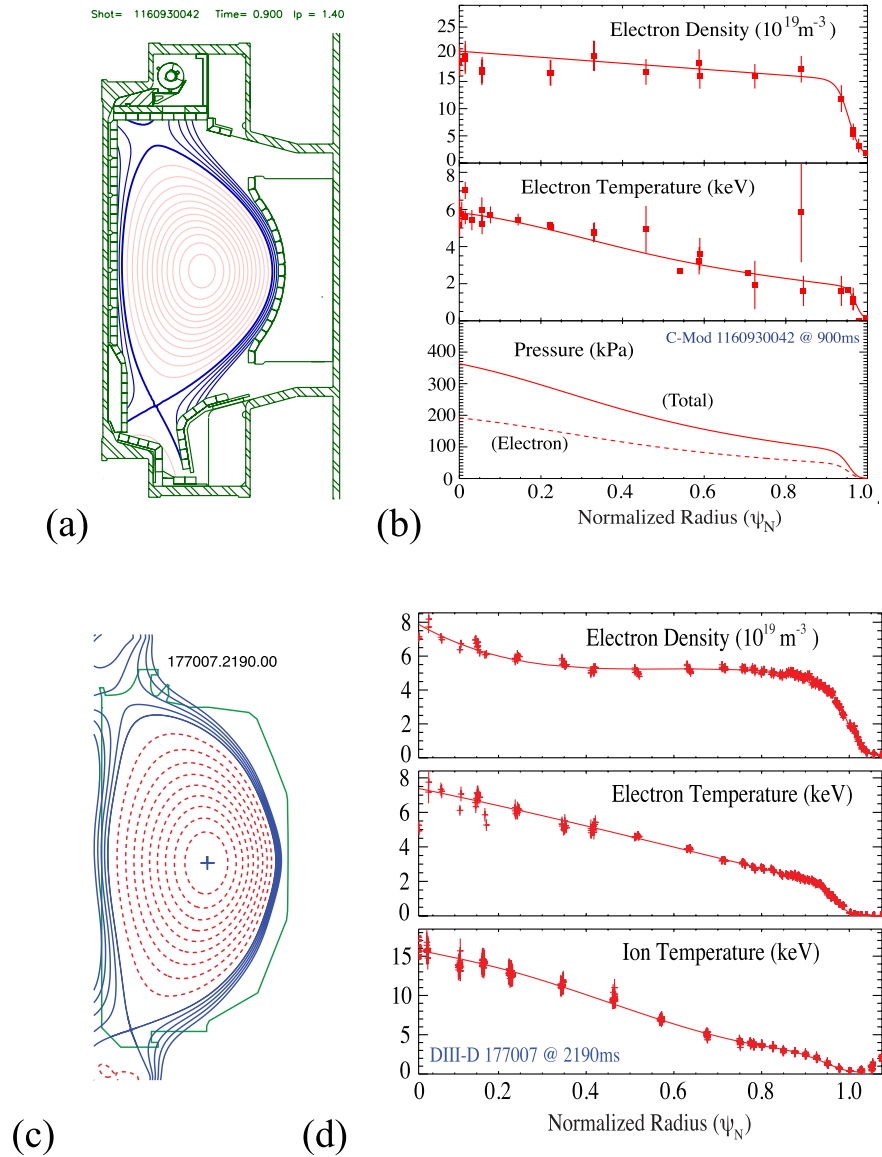 Shot= 1160930042 Time= 0.900 Ip = 1.40
(a)
Electron Density (10¹⁹m⁻³)
25
20
15
10
5
0
Electron Temperature (keV)
8
6
4
2
0
C-Mod 1160930042 @ 900ms
Pressure (kPa)
(Total)
(Electron)
400
300
200
100
0
0 0.2 0.4 0.6 0.8 1.0
Normalized Radius (ψ_N)
(b)
177007.2190.00
(c)
Electron Density (10¹⁹ m⁻³)
8
6
4
2
0
Electron Temperature (keV)
8
6
4
2
0
Ion Temperature (keV)
15
10
5
0
DIII-D 177007 @ 2190ms
0 0.2 0.4 0.6 0.8 1.0
Normalized Radius (ψ_N)
(d)